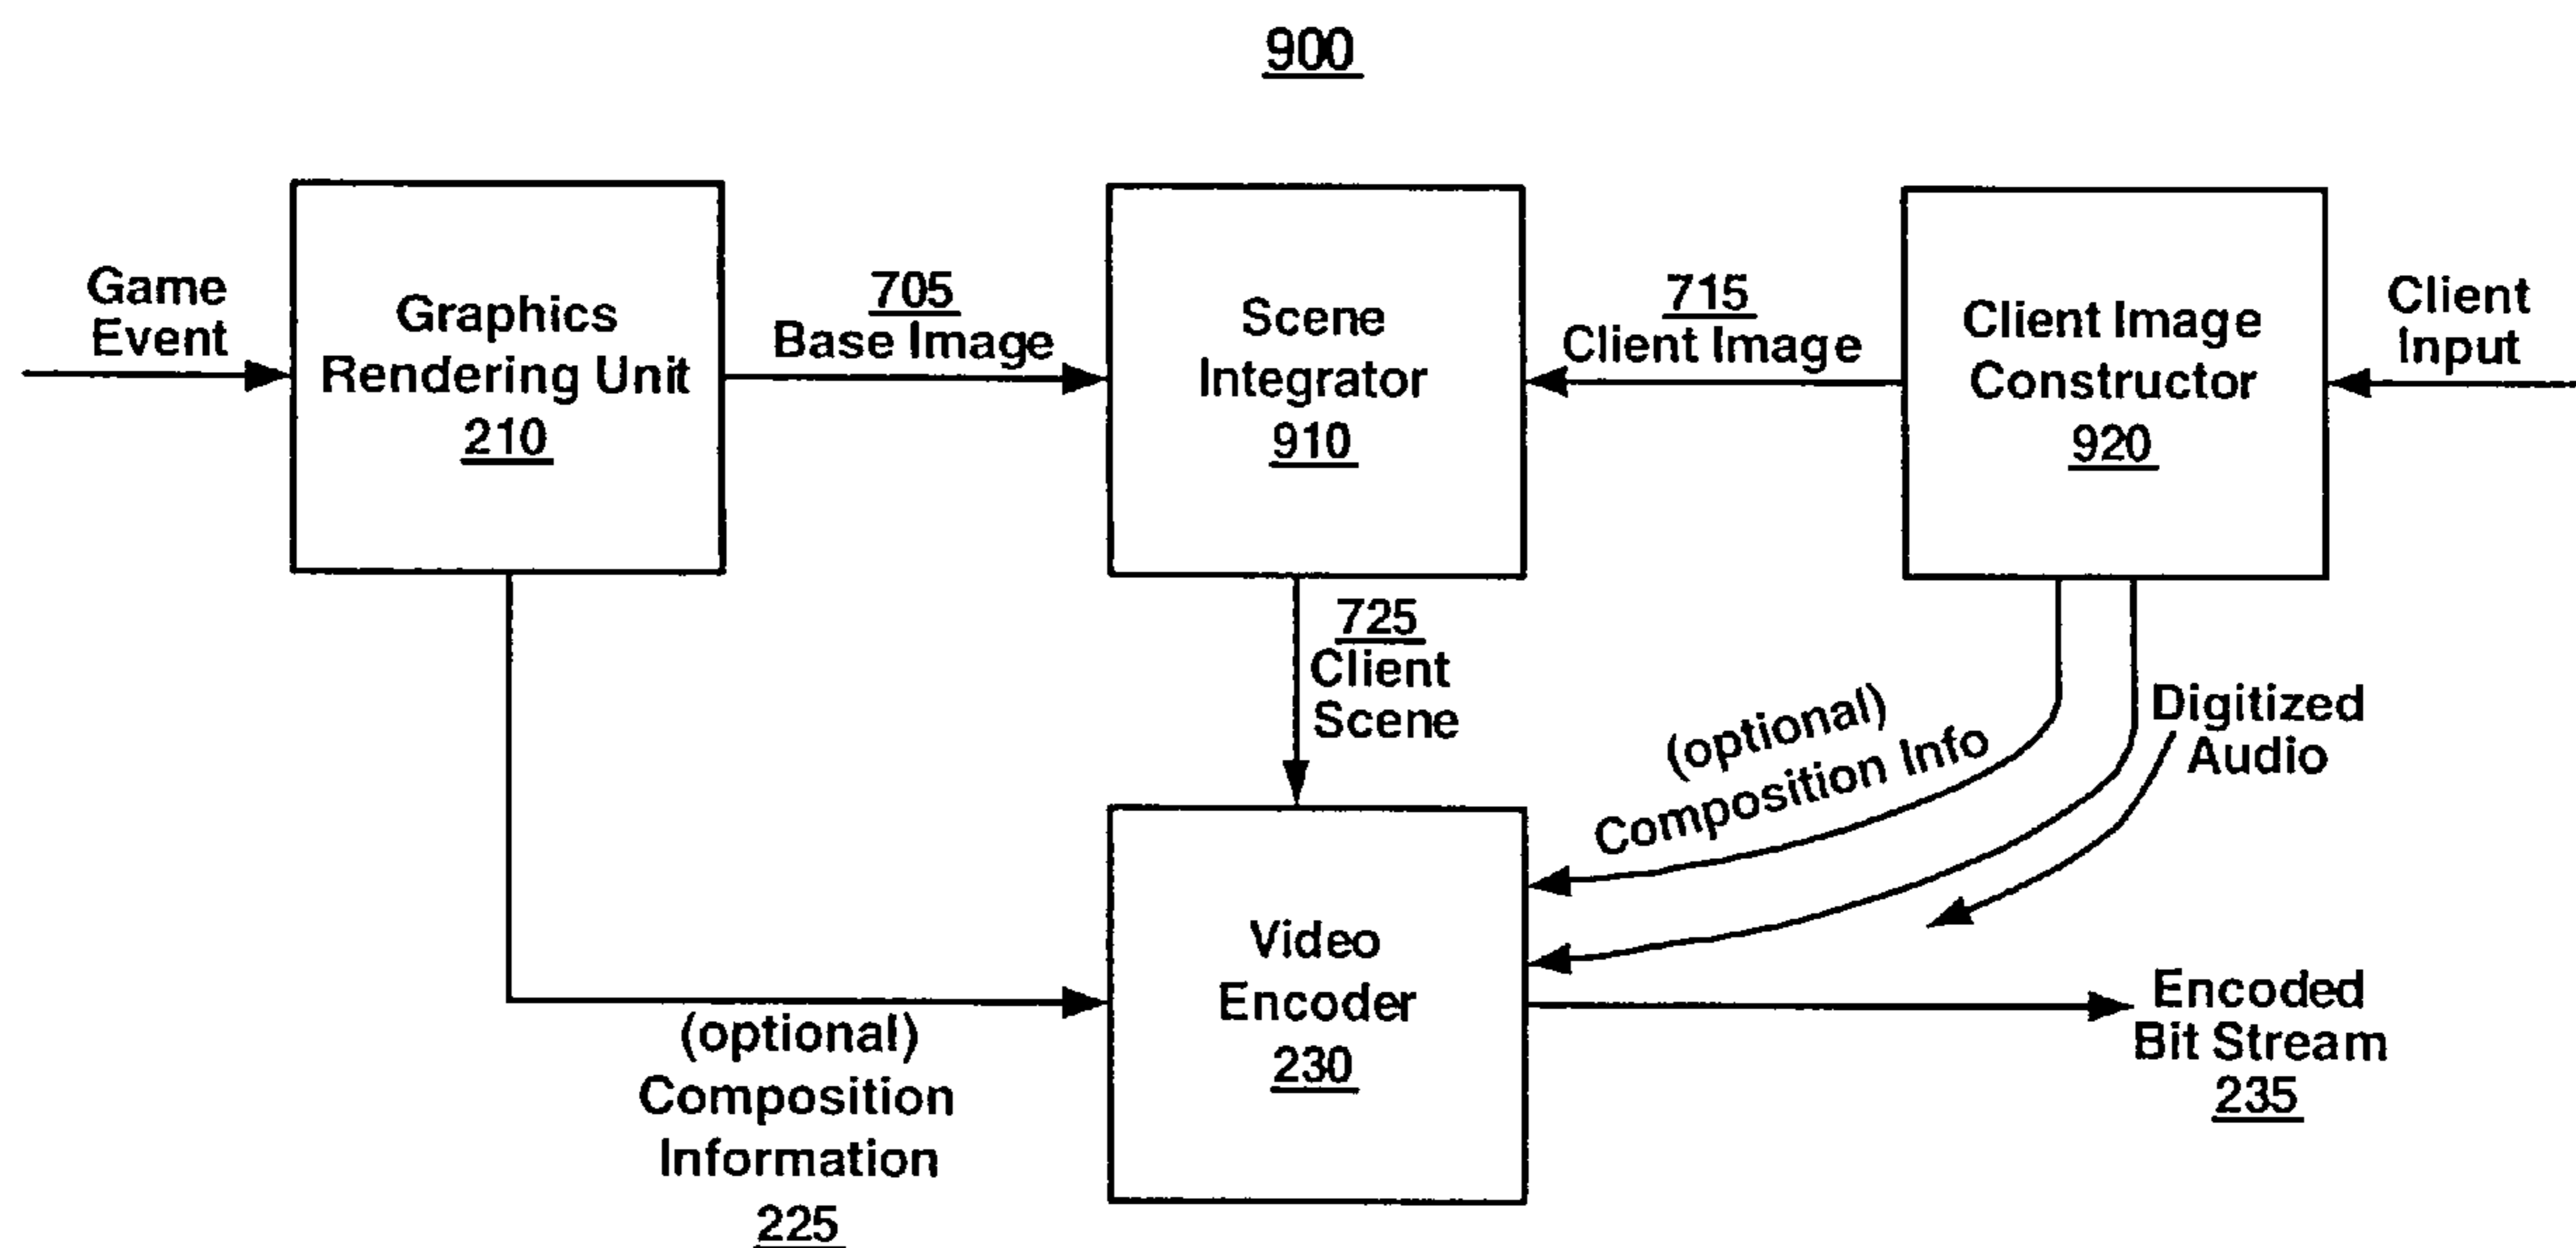 900
Game
Event
Graphics
Rendering Unit
210
705
Base Image
Scene
Integrator
910
715
Client Image
Client Image
Constructor
920
Client
Input
725
Client
Scene
(optional)
Composition Info
Digitized
Audio
Video
Encoder
230
Encoded
Bit Stream
235
(optional)
Composition
Information
225